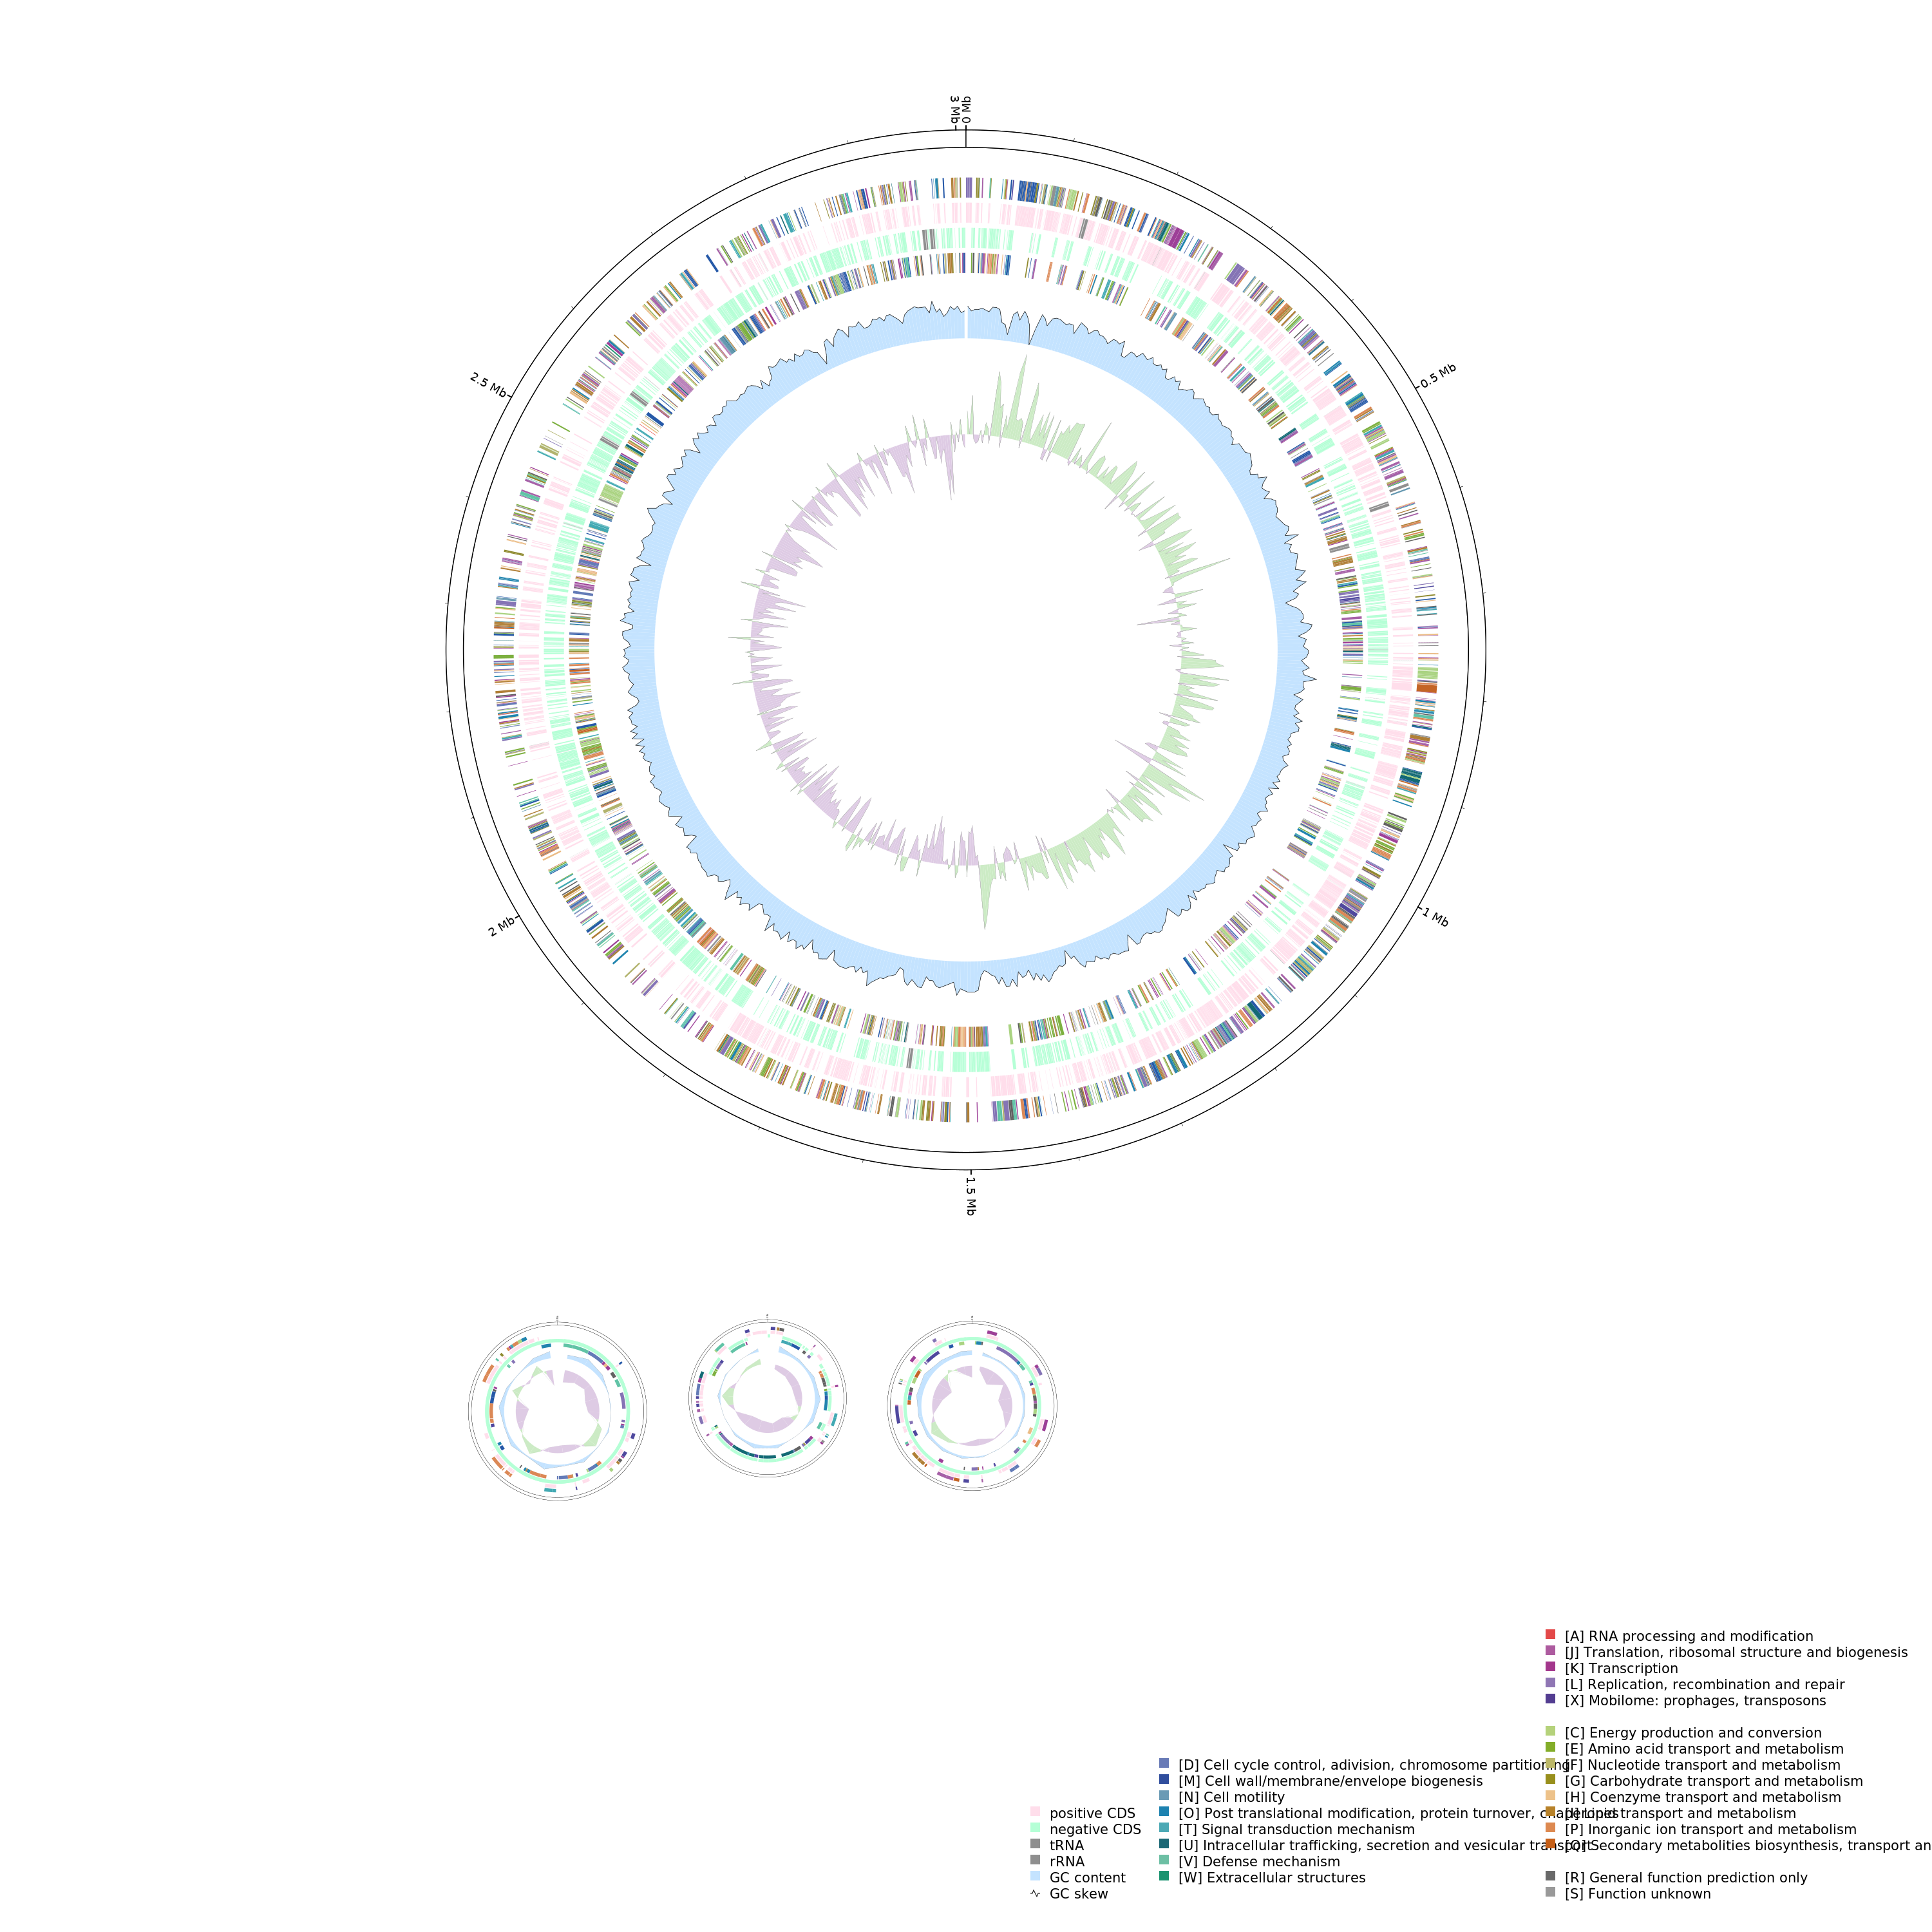 3 Mb
0 Mb
0.5 Mb
1 Mb
1.5 Mb
2 Mb
2.5 Mb
positive CDS
negative CDS
tRNA
rRNA
GC content
GC skew
[D] Cell cycle control, adivision, chromosome partitioning
[M] Cell wall/membrane/envelope biogenesis
[N] Cell motility
[O] Post translational modification, protein turnover, chaperones
[T] Signal transduction mechanism
[U] Intracellular trafficking, secretion and vesicular transport
[V] Defense mechanism
[W] Extracellular structures
[A] RNA processing and modification
[J] Translation, ribosomal structure and biogenesis
[K] Transcription
[L] Replication, recombination and repair
[X] Mobilome: prophages, transposons
[C] Energy production and conversion
[E] Amino acid transport and metabolism
[F] Nucleotide transport and metabolism
[G] Carbohydrate transport and metabolism
[H] Coenzyme transport and metabolism
[I] Lipid transport and metabolism
[P] Inorganic ion transport and metabolism
[Q] Secondary metabolities biosynthesis, transport an
[R] General function prediction only
[S] Function unknown